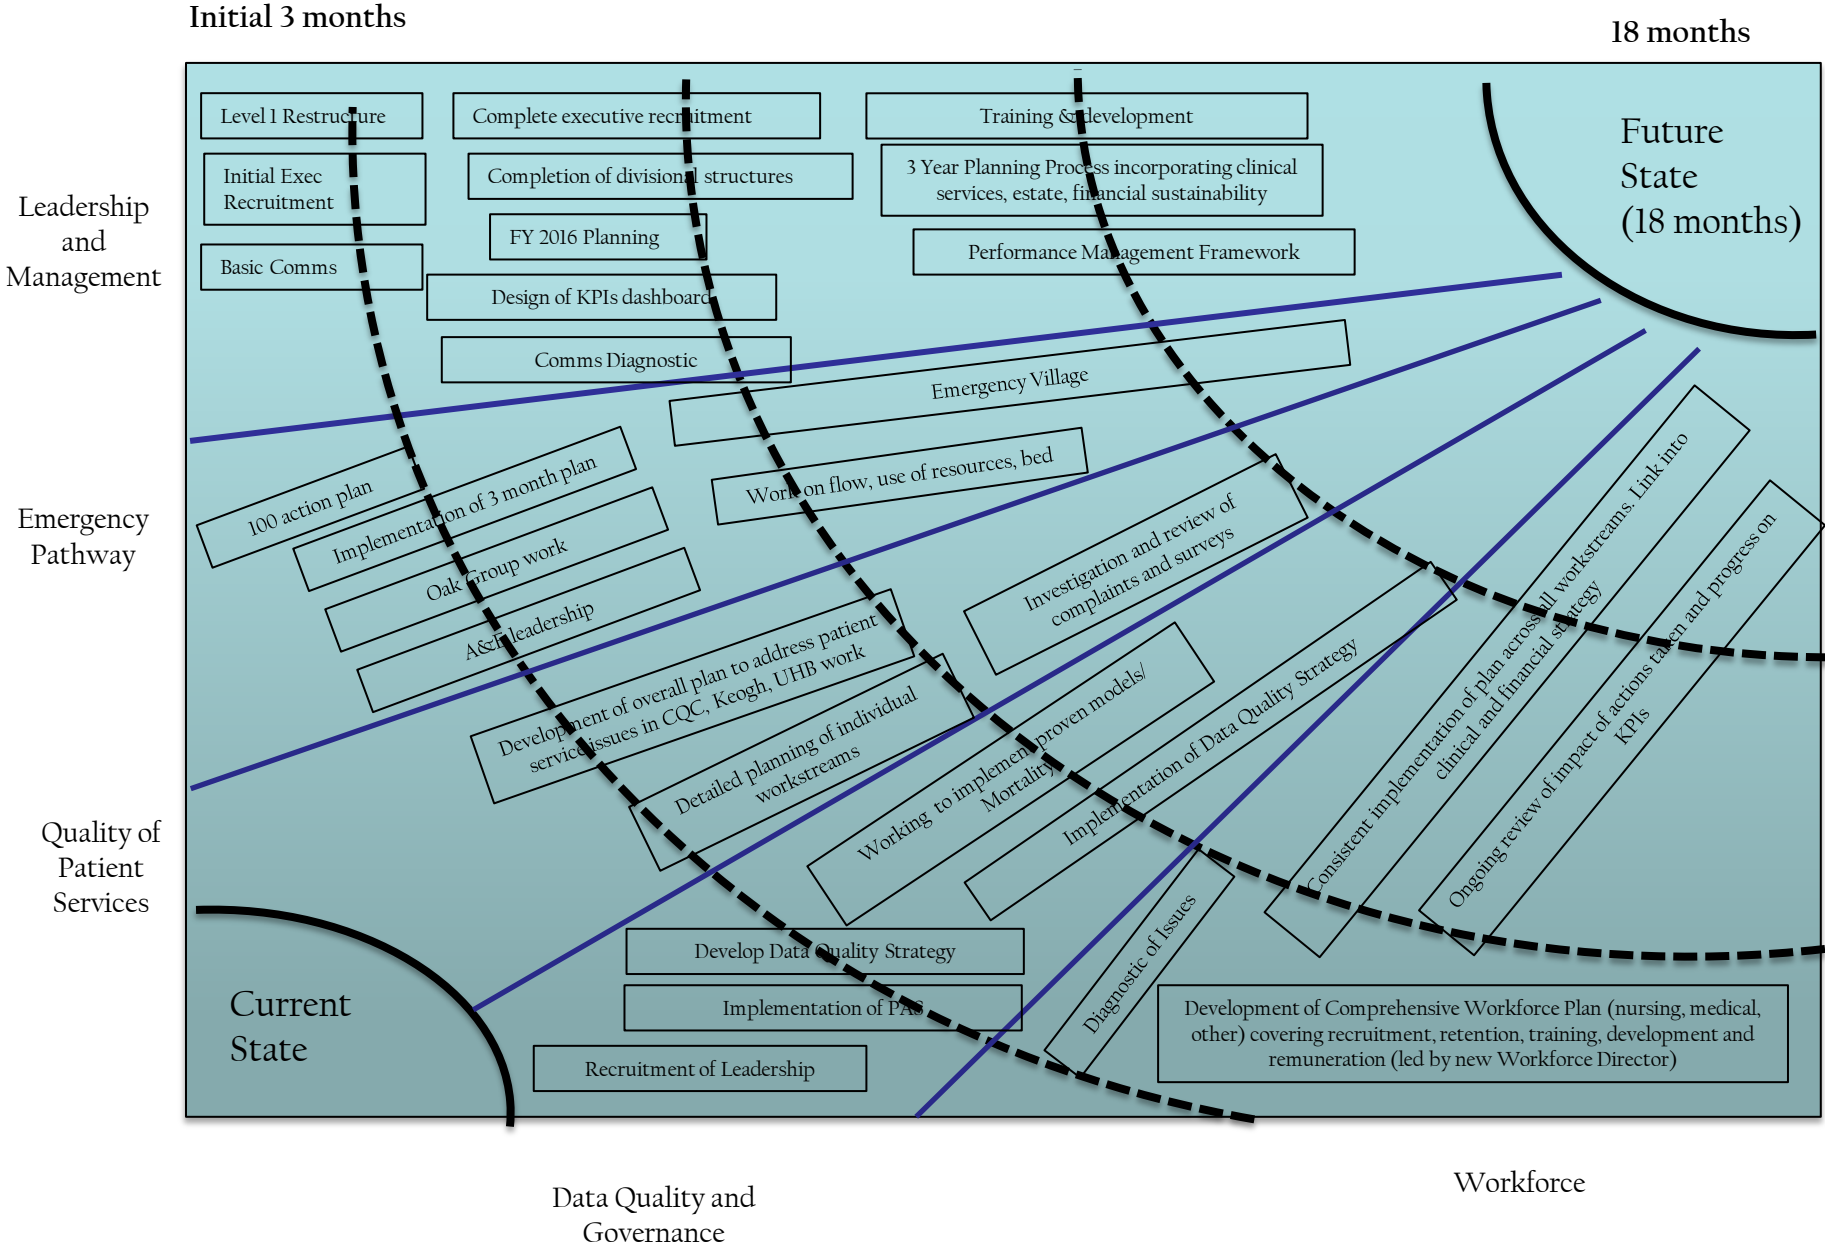 Initial 3 months
18 months
Level 1 Restructure
Complete executive recruitment
Training & development
Future
State
(18 months)
Initial Exec
Recruitment
Completion of divisional structures
3 Year Planning Process incorporating clinical
services, estate, financial sustainability
Leadership
and
Management
FY 2016 Planning
Performance Management Framework
Basic Comms
Design of KPIs dashboard
Comms Diagnostic
Emergency Village
Emergency
Pathway
100 action plan
Implementation of 3 month plan
Work on flow, use of resources, bed
Oak Group work
A&E leadership
Investigation and review of
complaints and surveys
Development of overall plan to address patient
service issues in CQC, Keogh, UHB work
Detailed planning of individual
workstreams
Working to implement proven models/
Mortality
Implementation of Data Quality Strategy
Consistent implementation of plan across all workstreams. Link into
clinical and financial strategy
Ongoing review of impact of actions taken and progress on
KPIs
Quality of
Patient
Services
Current
State
Develop Data Quality Strategy
Implementation of PAS
Recruitment of Leadership
Diagnostic of Issues
Development of Comprehensive Workforce Plan (nursing, medical,
other) covering recruitment, retention, training, development and
remuneration (led by new Workforce Director)
Data Quality and
Governance
Workforce